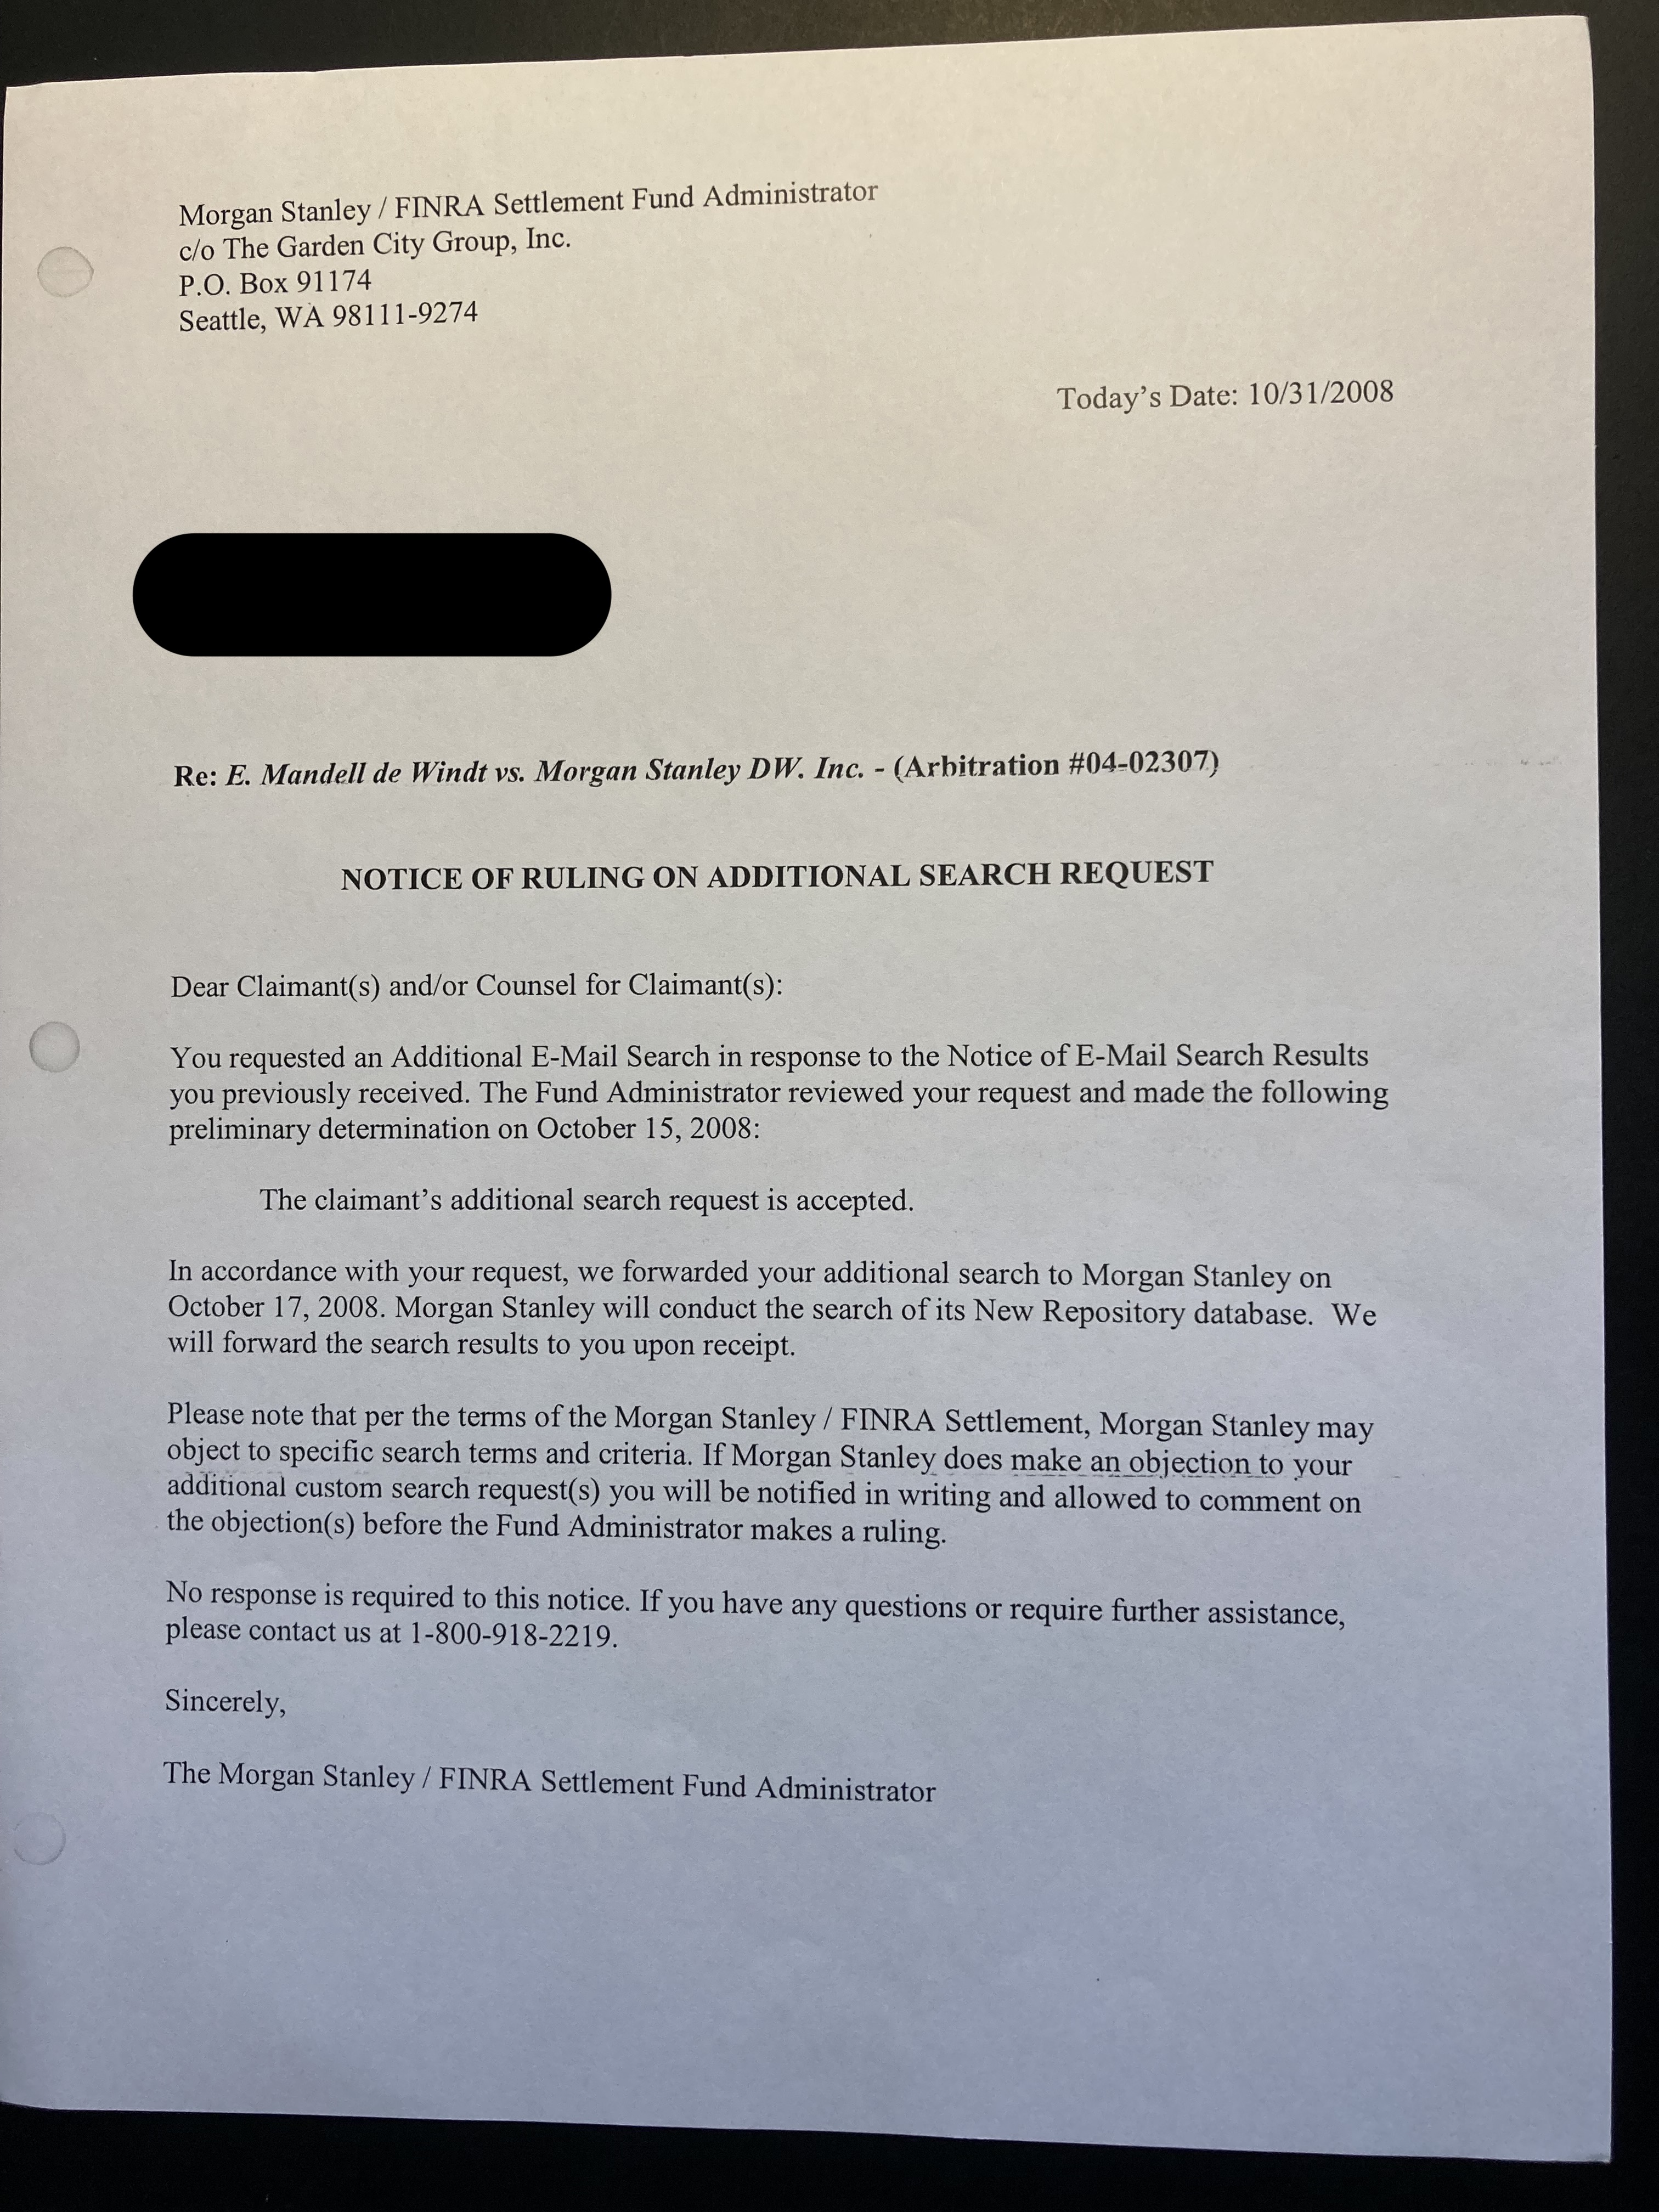 Morgan Stanley / FINRA Settlement Fund Administrator
c/o The Garden City Group, Inc.
P.O. Box 91174
Seattle, WA 98111-9274
Today's Date: 10/31/2008
Re: E. Mandell de Windt vs. Morgan Stanley DW. Inc. - (Arbitration #04-02307)
NOTICE OF RULING ON ADDITIONAL SEARCH REQUEST
Dear Claimant(s) and/or Counsel for Claimant(s):
You requested an Additional E-Mail Search in response to the Notice of E-Mail Search Results
you previously received. The Fund Administrator reviewed your request and made the following
preliminary determination on October 15, 2008:
The claimant's additional search request is accepted.
In accordance with your request, we forwarded your additional search to Morgan Stanley on
October 17, 2008. Morgan Stanley will conduct the search of its New Repository database. We
will forward the search results to you upon receipt.
Please note that per the terms of the Morgan Stanley / FINRA Settlement, Morgan Stanley may
object to specific search terms and criteria. If Morgan Stanley does make an objection to your
additional custom search request(s) you will be notified in writing and allowed to comment on
the objection(s) before the Fund Administrator makes a ruling.
No response is required to this notice. If you have any questions or require further assistance,
please contact us at 1-800-918-2219.
Sincerely,
The Morgan Stanley / FINRA Settlement Fund Administrator